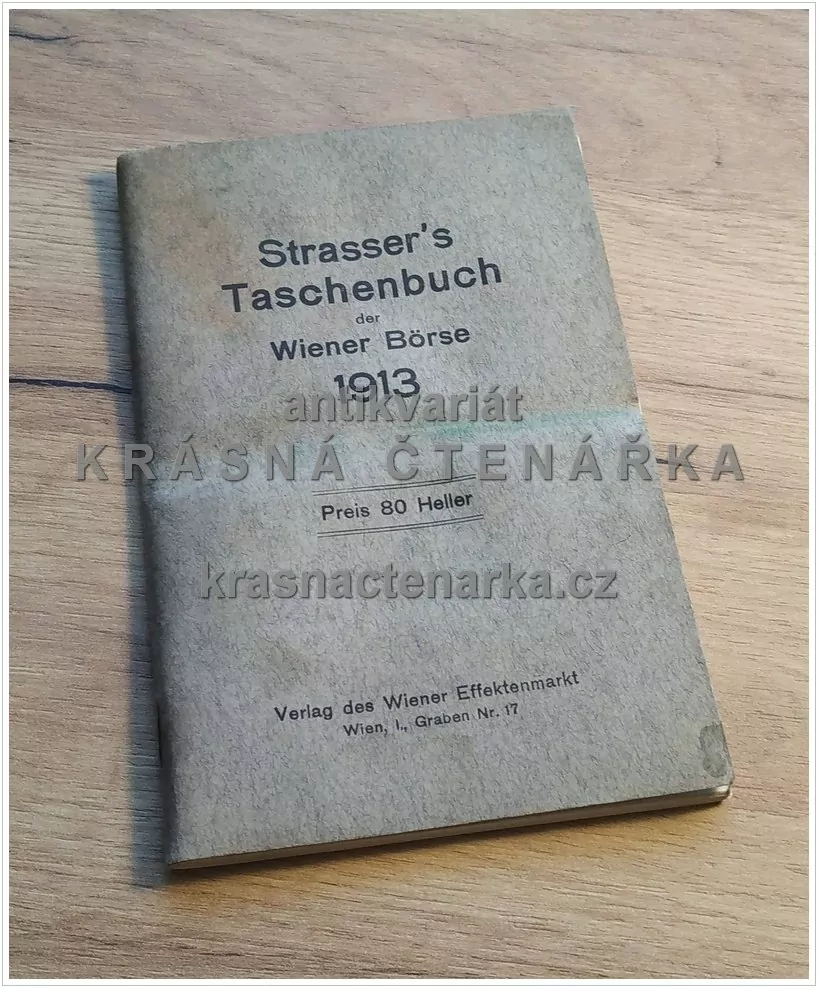 Strasser's
Taschenbuch
der
Wiener Börse
1913
antikvariát
KRÁSNÁ ČTENÁŘKA
Preis 80 Heller
krasnactenarka.cz
Verlag des Wiener Effektenmarkt
Wien, I., Graben Nr. 17